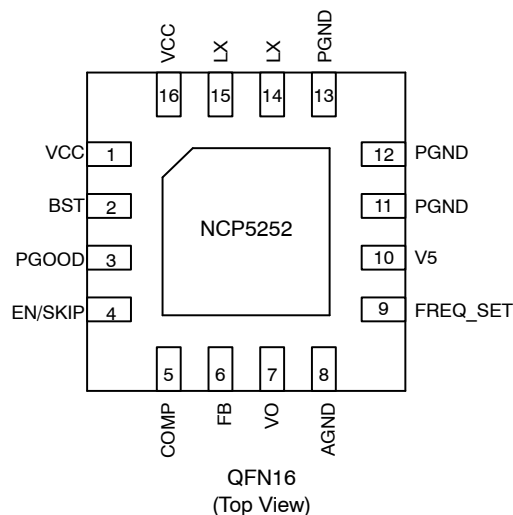 VCC
LX
LX
PGND
16
15
14
13
VCC
1
12
PGND
BST
2
11
PGND
NCP5252
PGOOD
3
10
V5
EN/SKIP
4
9
FREQ_SET
5
6
7
8
COMP
FB
VO
AGND
QFN16
(Top View)